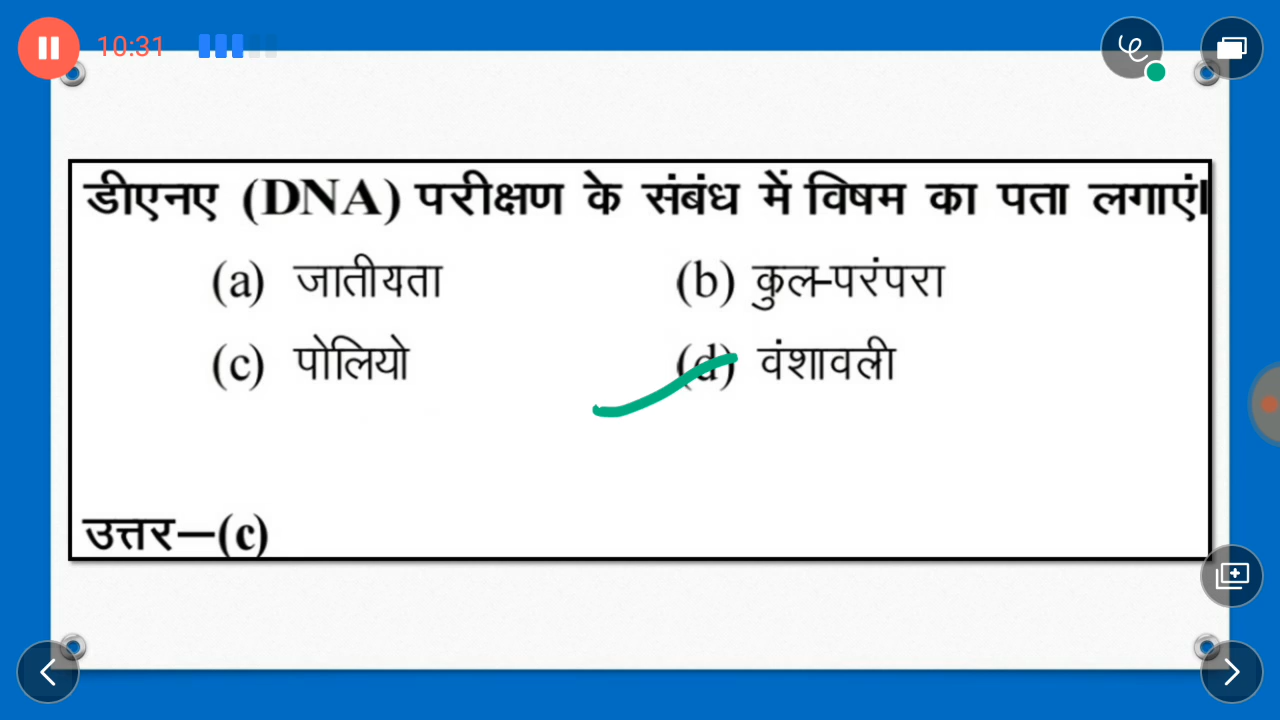 10:31
डीएनए (DNA) परीक्षण के संबंध में विषम का पता लगाएं।
(a) जातीयता (b) कुल-परंपरा
(c) पोलियो (d) वंशावली
उत्तर—(c)